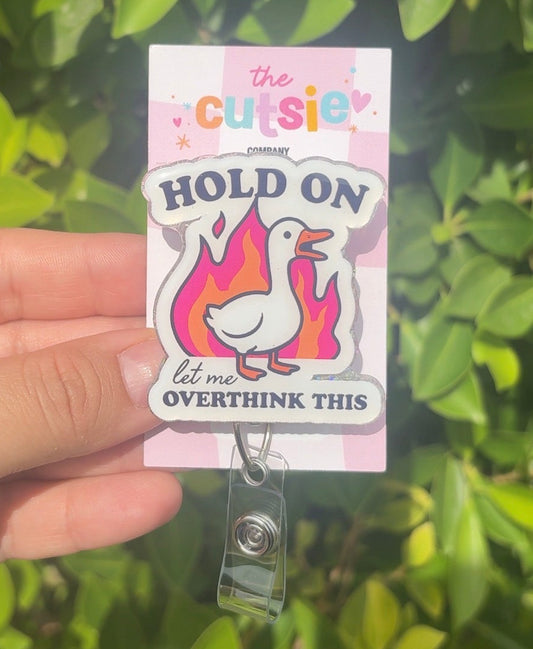 the
cutsie
COMPANY
HOLD ON
let me
OVERTHINK THIS